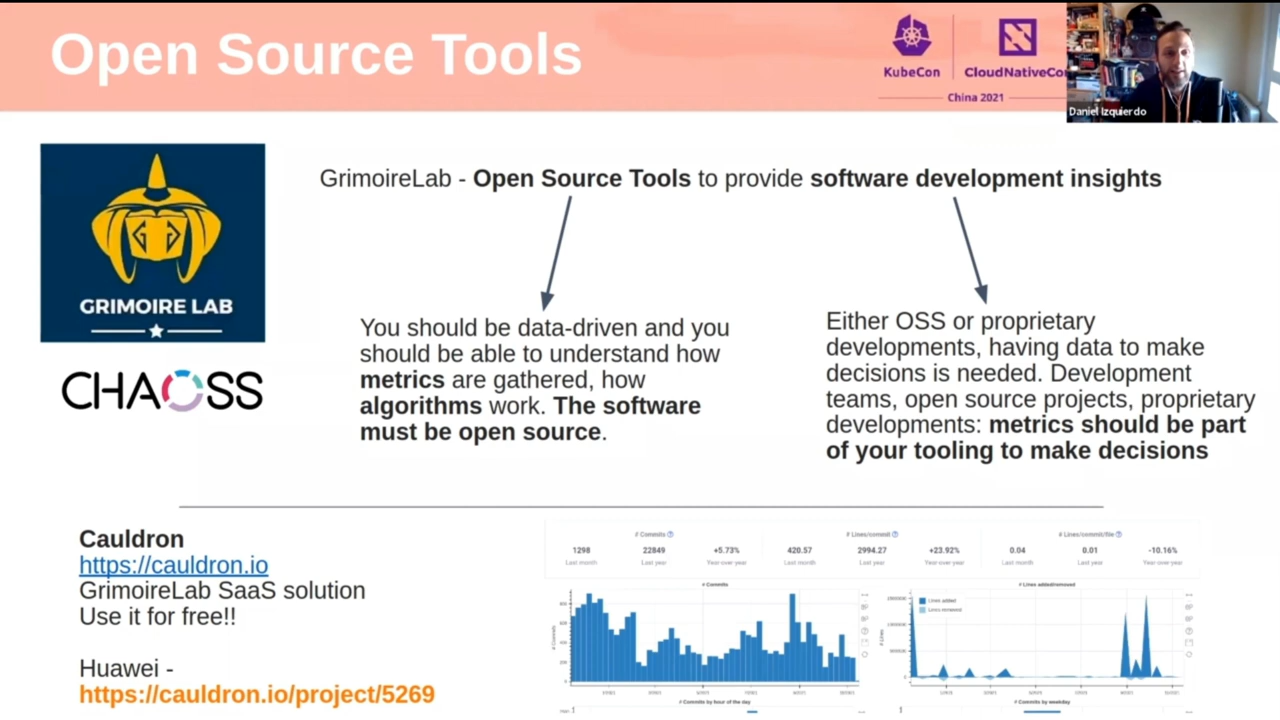 Open Source Tools
KubeCon
CloudNativeCon
China 2021
Daniel Izquierdo
GRIMOIRE LAB
CHAOSS
GrimoireLab - Open Source Tools to provide software development insights
You should be data-driven and you
should be able to understand how
metrics are gathered, how
algorithms work. The software
must be open source.
Either OSS or proprietary
developments, having data to make
decisions is needed. Development
teams, open source projects, proprietary
developments: metrics should be part
of your tooling to make decisions
Cauldron
https://cauldron.io
GrimoireLab SaaS solution
Use it for free!!
Huawei -
https://cauldron.io/project/5269
# Commits
1298 22849 +5.73%
Last month Last year Year-over-year
# Lines/commit
420.57 2994.27 +23.92%
Last month Last year Year-over-year
# Lines/commit/file
0.04 0.01 -10.16%
Last month Last year Year-over-year
# Commits
# Commits
# Lines added/removed
Lines added
Lines removed
# Lines
# Commits by hour of the day
# Commits by weekday